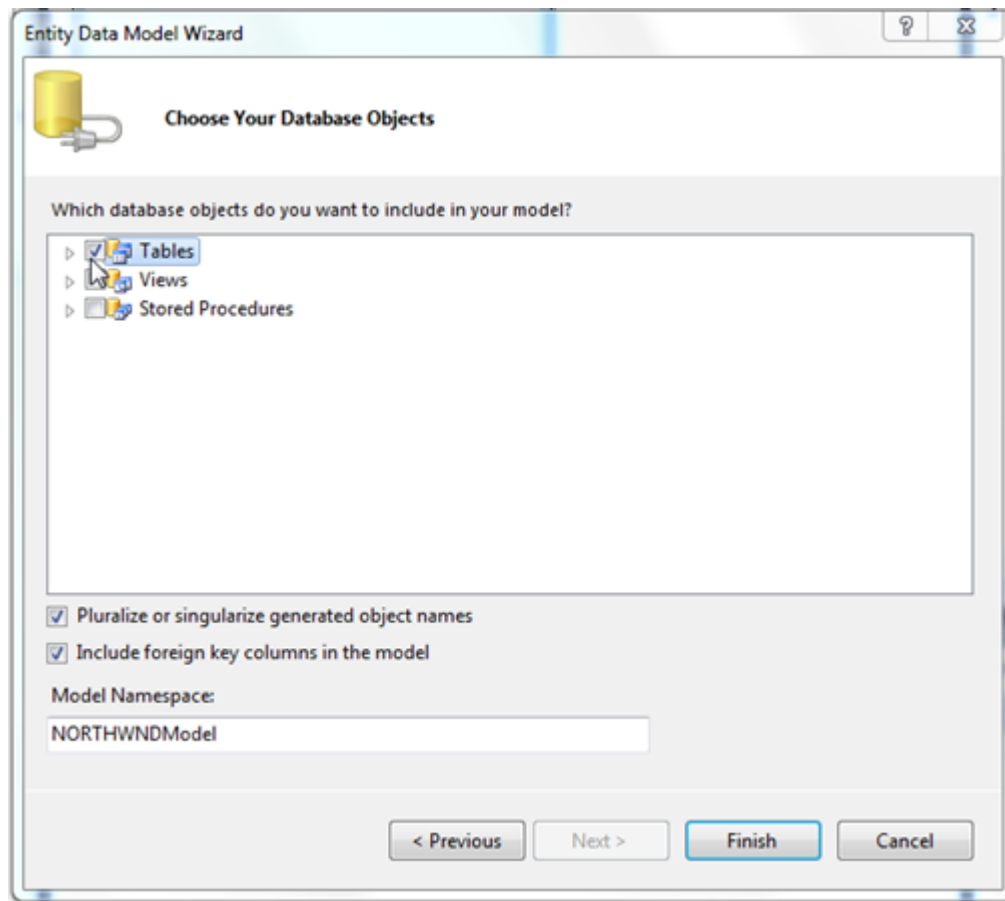 Entity Data Model Wizard
Choose Your Database Objects
Which database objects do you want to include in your model?
Tables
Views
Stored Procedures
Pluralize or singularize generated object names
Include foreign key columns in the model
Model Namespace:
NORTHWNDModel
< Previous Next > Finish Cancel